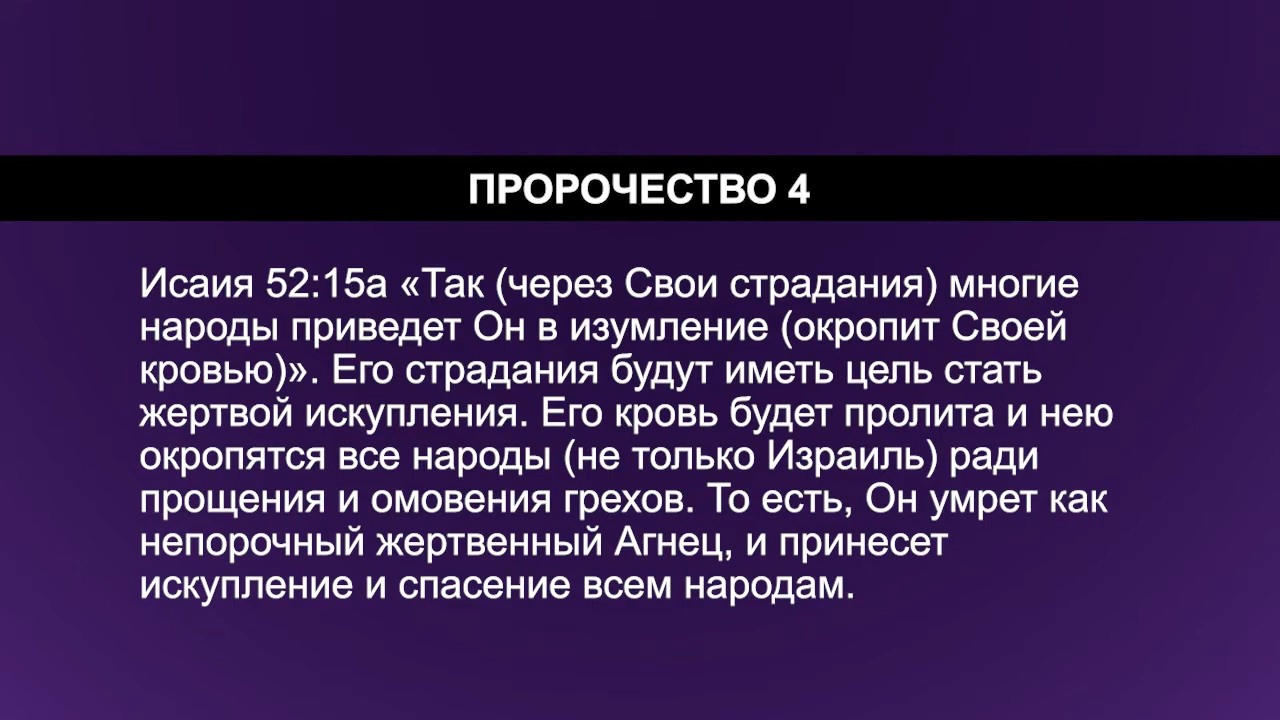 ПРОРОЧЕСТВО 4
Исаия 52:15а «Так (через Свои страдания) многие
народы приведет Он в изумление (окропит Своей
кровью)». Его страдания будут иметь цель стать
жертвой искупления. Его кровь будет пролита и нею
окропятся все народы (не только Израиль) ради
прощения и омовения грехов. То есть, Он умрет как
непорочный жертвенный Агнец, и принесет
искупление и спасение всем народам.